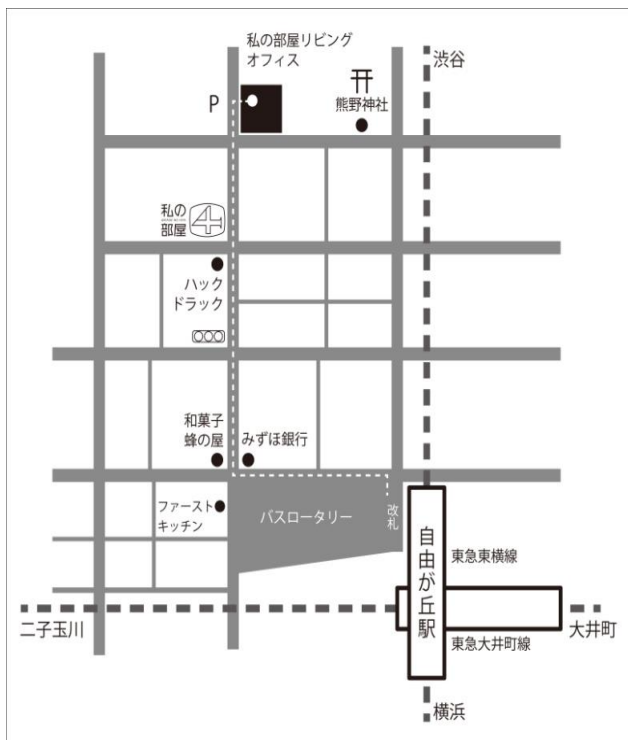 私の部屋リビング
オフィス
渋谷
P
熊野神社
私の
部屋
ハック
ドラック
和菓子
蜂の屋
みずほ銀行
ファースト
キッチン
バスロータリー
改札
自由が丘駅
東急東横線
二子玉川
東急大井町線
大井町
横浜